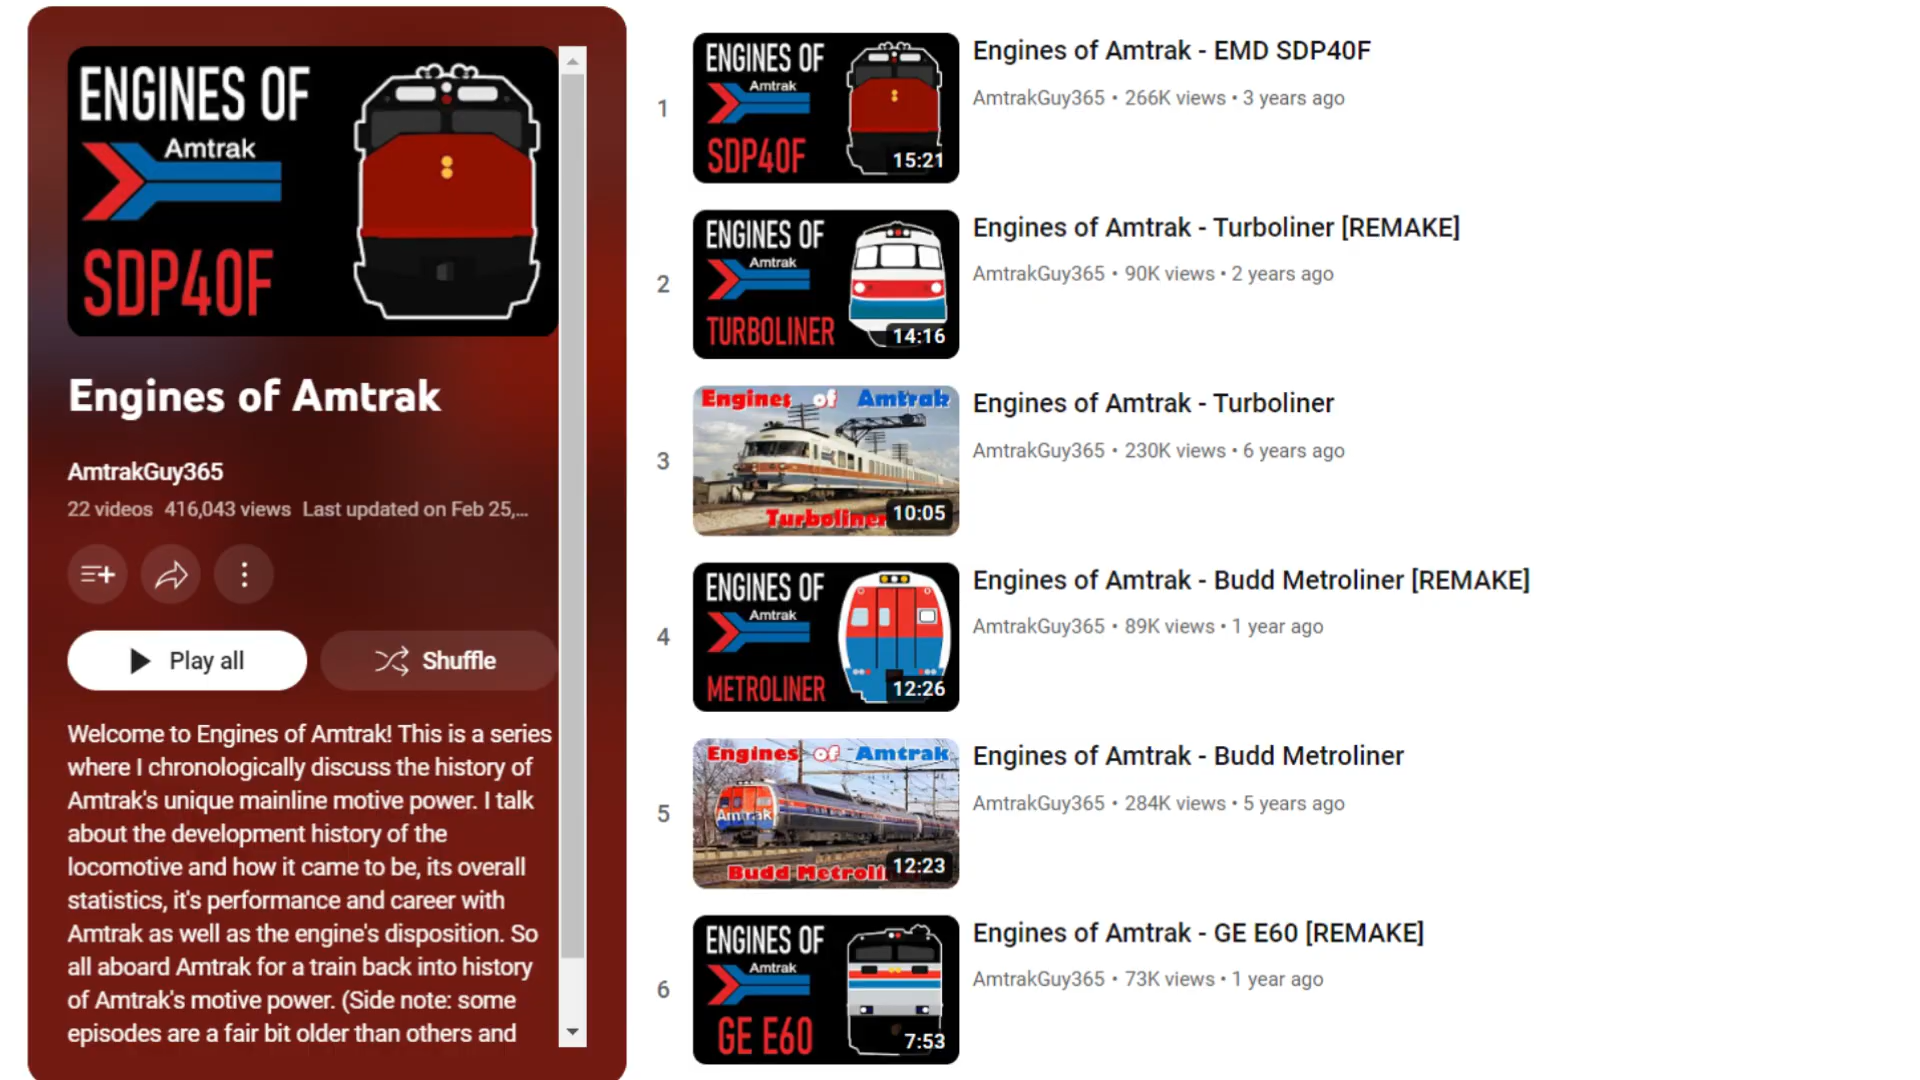 ENGINES OF
Amtrak
SDP40F
Engines of Amtrak
AmtrakGuy365
22 videos 416,043 views Last updated on Feb 25,...
Play all
Shuffle
Welcome to Engines of Amtrak! This is a series
where I chronologically discuss the history of
Amtrak's unique mainline motive power. I talk
about the development history of the
locomotive and how it came to be, its overall
statistics, it's performance and career with
Amtrak as well as the engine's disposition. So
all aboard Amtrak for a train back into history
of Amtrak's motive power. (Side note: some
episodes are a fair bit older than others and
1
ENGINES OF
Amtrak
SDP40F
15:21
Engines of Amtrak - EMD SDP40F
AmtrakGuy365 • 266K views • 3 years ago
2
ENGINES OF
Amtrak
TURBOLINER
14:16
Engines of Amtrak - Turboliner [REMAKE]
AmtrakGuy365 • 90K views • 2 years ago
3
Engines of Amtrak
Turboliner
10:05
Engines of Amtrak - Turboliner
AmtrakGuy365 • 230K views • 6 years ago
4
ENGINES OF
Amtrak
METROLINER
12:26
Engines of Amtrak - Budd Metroliner [REMAKE]
AmtrakGuy365 • 89K views • 1 year ago
5
Engines of Amtrak
Amtrak
Budd Metroli
12:23
Engines of Amtrak - Budd Metroliner
AmtrakGuy365 • 284K views • 5 years ago
6
ENGINES OF
Amtrak
GE E60
7:53
Engines of Amtrak - GE E60 [REMAKE]
AmtrakGuy365 • 73K views • 1 year ago